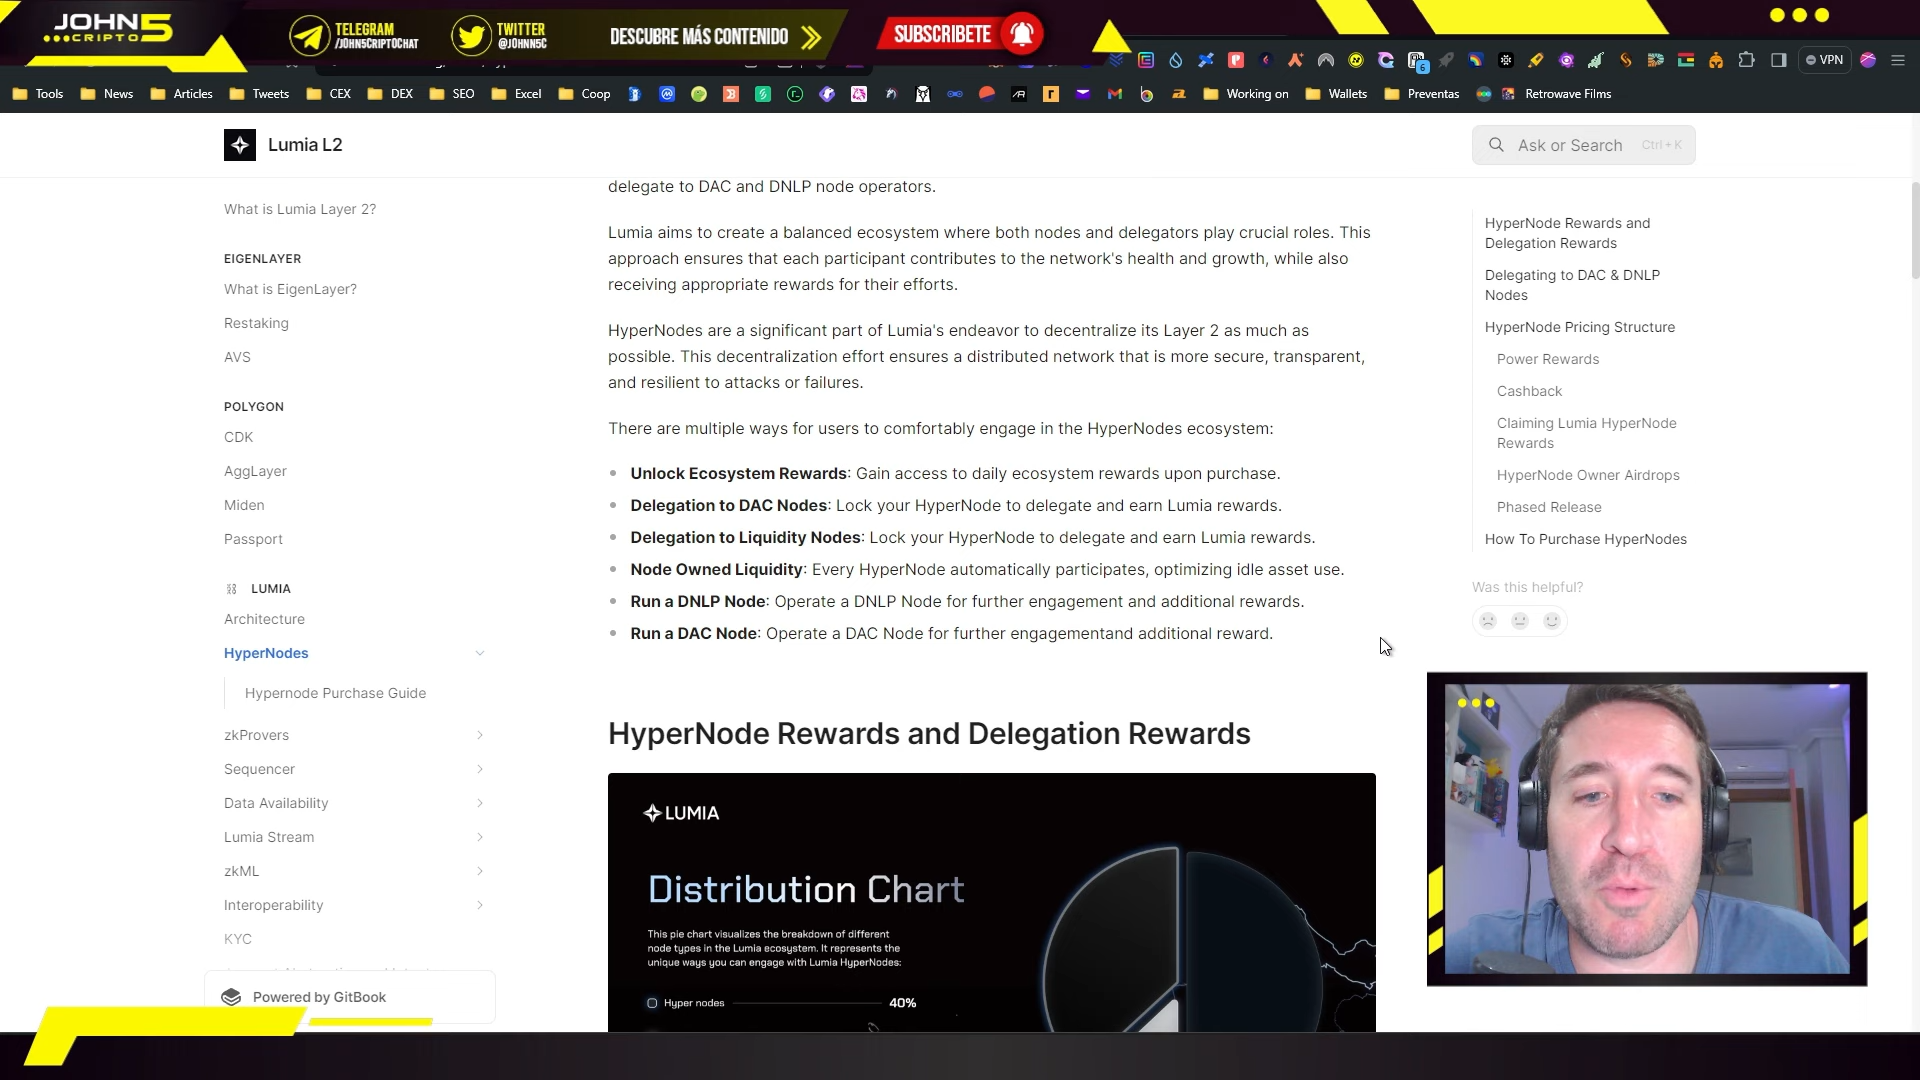 JOHN5
CRIPTO
TELEGRAM
/JOHN5CRIPTOCHAT
TWITTER
@JOHNN5C
DESCUBRE MÁS CONTENIDO
SUBSCRIBETE
6
VPN
Tools
News
Articles
Tweets
CEX
DEX
SEO
Excel
Coop
Working on
Wallets
Preventas
Retrowave Films
Lumia L2
Ask or Search
Ctrl + K
What is Lumia Layer 2?
EIGENLAYER
What is EigenLayer?
Restaking
AVS
POLYGON
CDK
AggLayer
Miden
Passport
LUMIA
Architecture
HyperNodes
Hypernode Purchase Guide
zkProvers
Sequencer
Data Availability
Lumia Stream
zkML
Interoperability
KYC
Powered by GitBook
delegate to DAC and DNLP node operators.
Lumia aims to create a balanced ecosystem where both nodes and delegators play crucial roles. This
approach ensures that each participant contributes to the network's health and growth, while also
receiving appropriate rewards for their efforts.
HyperNodes are a significant part of Lumia's endeavor to decentralize its Layer 2 as much as
possible. This decentralization effort ensures a distributed network that is more secure, transparent,
and resilient to attacks or failures.
There are multiple ways for users to comfortably engage in the HyperNodes ecosystem:
Unlock Ecosystem Rewards: Gain access to daily ecosystem rewards upon purchase.
Delegation to DAC Nodes: Lock your HyperNode to delegate and earn Lumia rewards.
Delegation to Liquidity Nodes: Lock your HyperNode to delegate and earn Lumia rewards.
Node Owned Liquidity: Every HyperNode automatically participates, optimizing idle asset use.
Run a DNLP Node: Operate a DNLP Node for further engagement and additional rewards.
Run a DAC Node: Operate a DAC Node for further engagementand additional reward.
HyperNode Rewards and Delegation Rewards
LUMIA
Distribution Chart
This pie chart visualizes the breakdown of different
node types in the Lumia ecosystem. It represents the
unique ways you can engage with Lumia HyperNodes:
Hyper nodes 40%
HyperNode Rewards and
Delegation Rewards
Delegating to DAC & DNLP
Nodes
HyperNode Pricing Structure
Power Rewards
Cashback
Claiming Lumia HyperNode
Rewards
HyperNode Owner Airdrops
Phased Release
How To Purchase HyperNodes
Was this helpful?